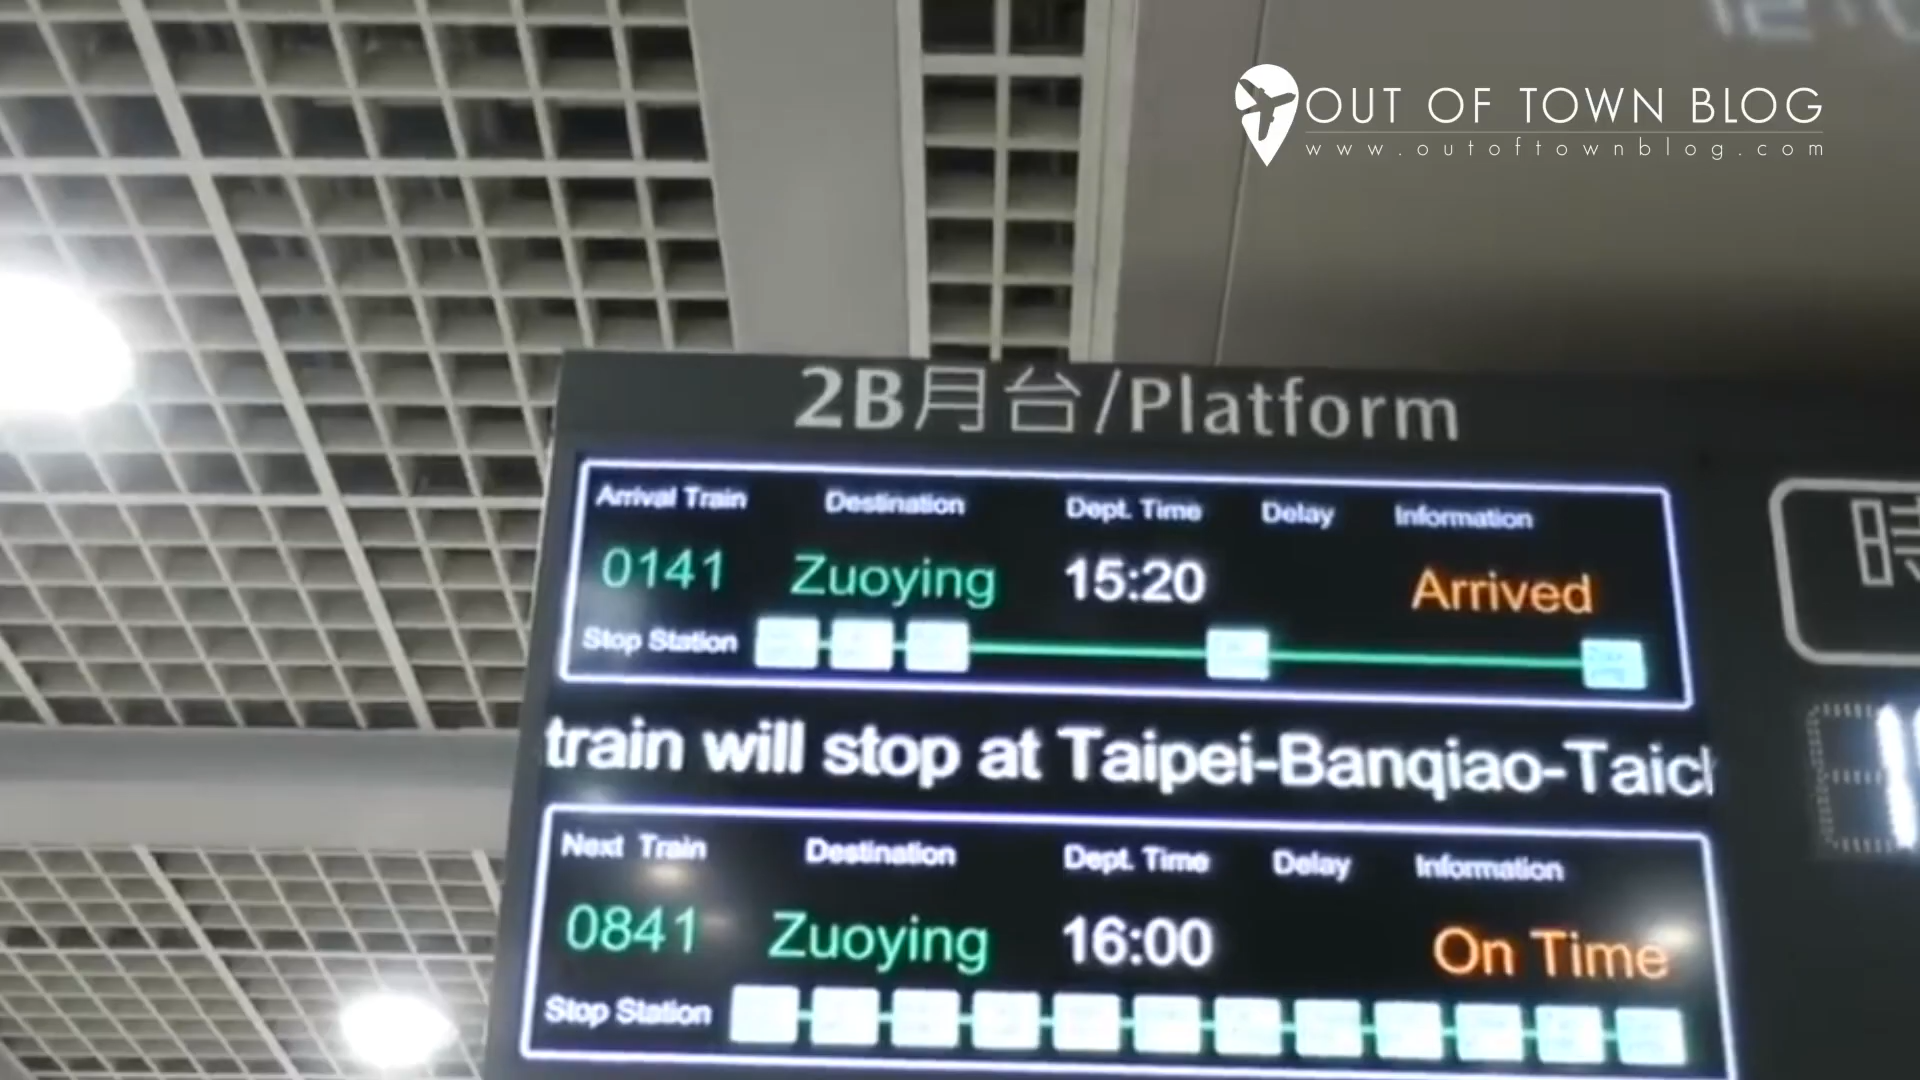 OUT OF TOWN BLOG
www.outoftownblog.com
2B月台/Platform
Arrival Train Destination Dept. Time Delay Information
0141 Zuoying 15:20 Arrived
Stop Station
train will stop at Taipei-Banqiao-Taich
Next Train Destination Dept. Time Delay Information
0841 Zuoying 16:00 On Time
Stop Station